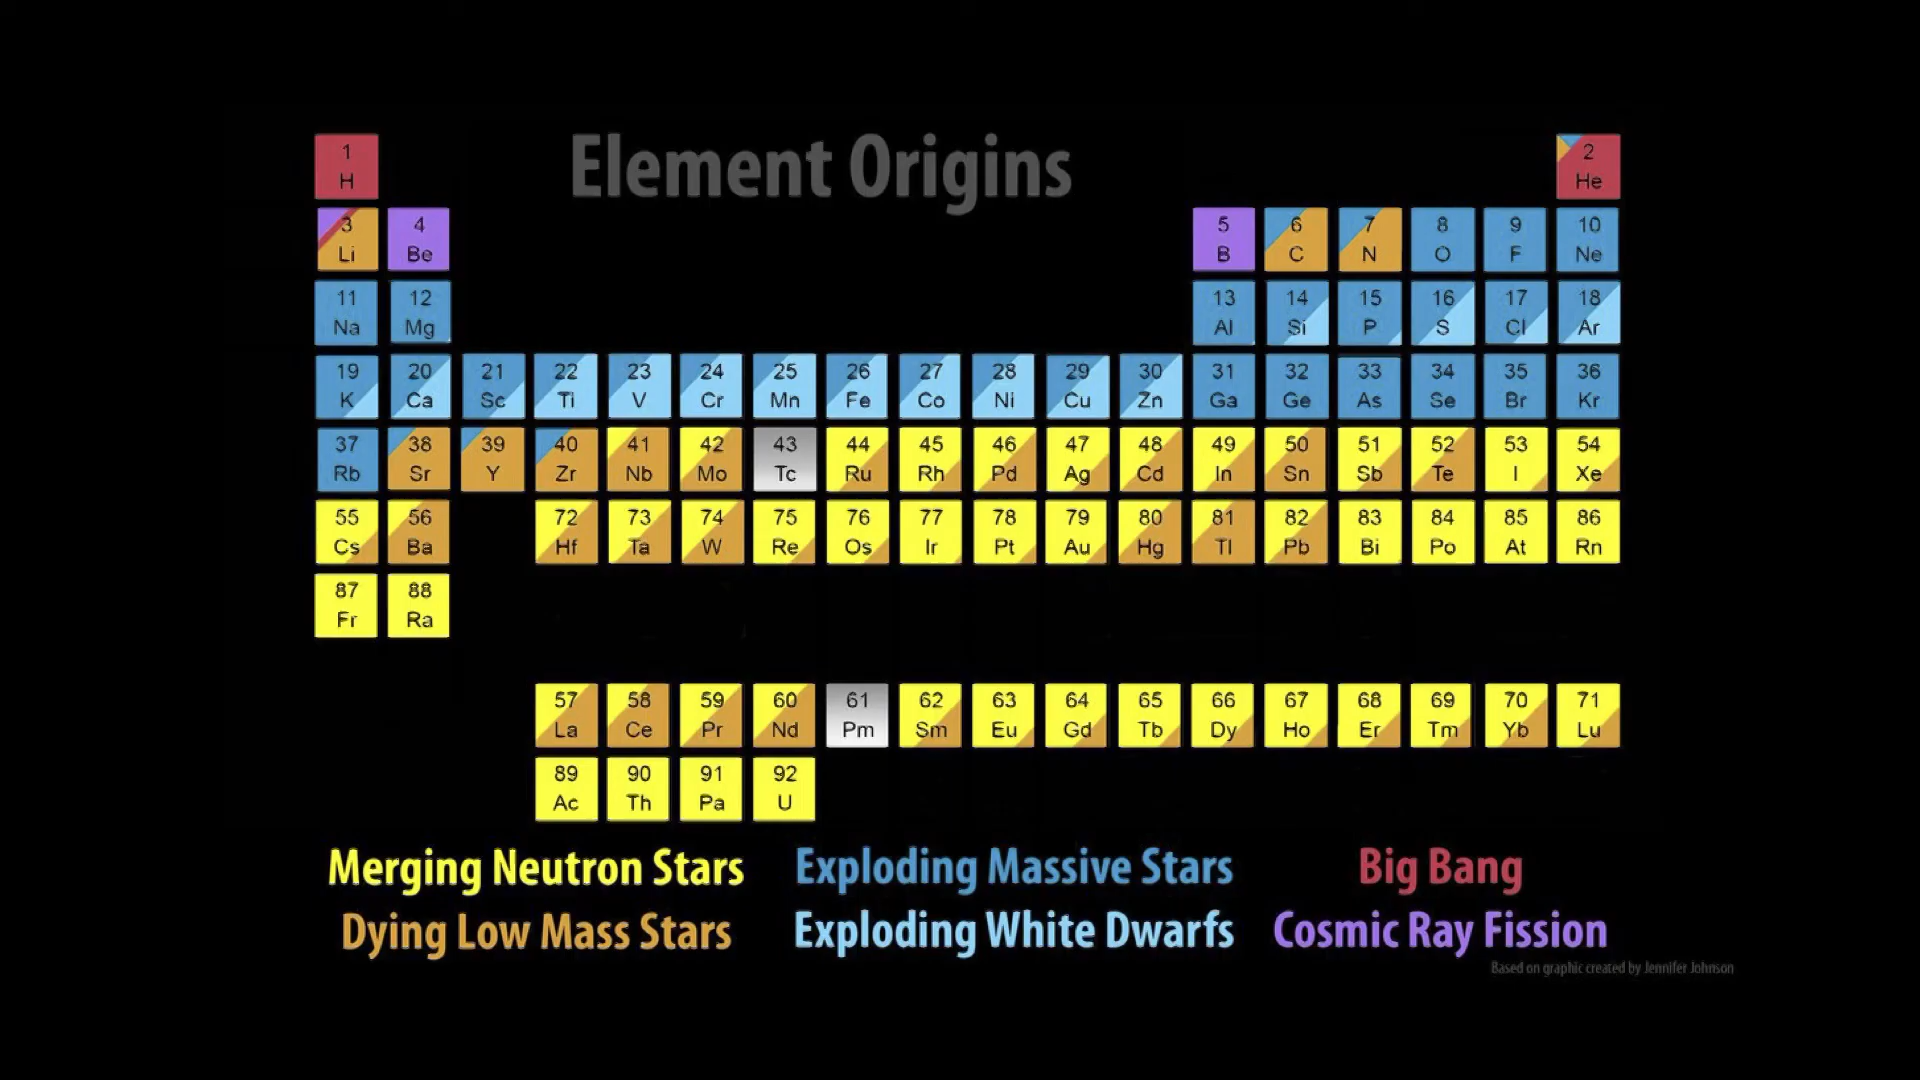 Element Origins
1 2
H He
3 4 5 6 7 8 9 10
Li Be B C N O F Ne
11 12 13 14 15 16 17 18
Na Mg Al Si P S Cl Ar
19 20 21 22 23 24 25 26 27 28 29 30 31 32 33 34 35 36
K Ca Sc Ti V Cr Mn Fe Co Ni Cu Zn Ga Ge As Se Br Kr
37 38 39 40 41 42 43 44 45 46 47 48 49 50 51 52 53 54
Rb Sr Y Zr Nb Mo Tc Ru Rh Pd Ag Cd In Sn Sb Te I Xe
55 56 72 73 74 75 76 77 78 79 80 81 82 83 84 85 86
Cs Ba Hf Ta W Re Os Ir Pt Au Hg Tl Pb Bi Po At Rn
87 88
Fr Ra
57 58 59 60 61 62 63 64 65 66 67 68 69 70 71
La Ce Pr Nd Pm Sm Eu Gd Tb Dy Ho Er Tm Yb Lu
89 90 91 92
Ac Th Pa U
Merging Neutron Stars Exploding Massive Stars Big Bang
Dying Low Mass Stars Exploding White Dwarfs Cosmic Ray Fission
Based on graphic created by Jennifer Johnson